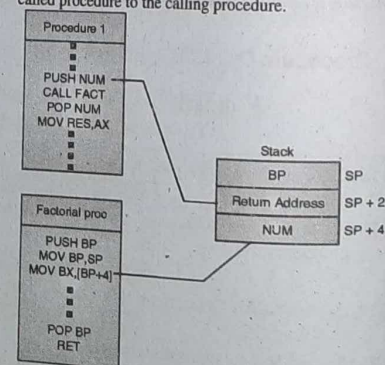 called procedure to the calling procedure.
Procedure 1
PUSH NUM
CALL FACT
POP NUM
MOV RES,AX
Stack
BP SP
Return Address SP + 2
NUM SP + 4
Factorial proc
PUSH BP
MOV BP,SP
MOV BX,[BP+4]
POP BP
RET